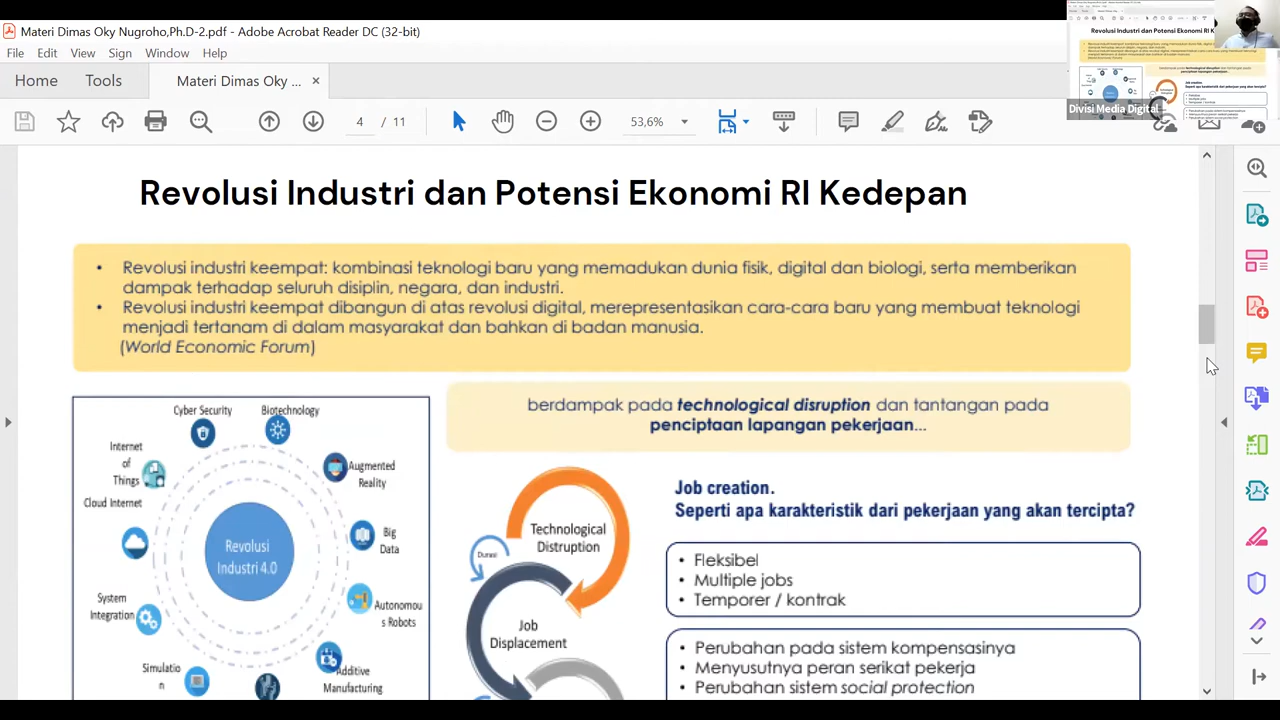 Materi Dimas Oky Nugroho,Ph.D-2.pdf - Adobe Acrobat Reader DC (32-bit)
File Edit View Sign Window Help
Home Tools Materi Dimas Oky ... ×
4 / 11 53,6%
Divisi Media Digital
Revolusi Industri dan Potensi Ekonomi RI Kedepan
• Revolusi industri keempat: kombinasi teknologi baru yang memadukan dunia fisik, digital dan biologi, serta memberikan
dampak terhadap seluruh disiplin, negara, dan industri.
• Revolusi industri keempat dibangun di atas revolusi digital, merepresentasikan cara-cara baru yang membuat teknologi
menjadi tertanam di dalam masyarakat dan bahkan di badan manusia.
(World Economic Forum)
Cyber Security
Biotechnology
Internet
of
Things
Augmented
Reality
Cloud Internet
Big
Data
Revolusi
Industri 4.0
System
Integration
Autonomou
s Robots
Simulatio
n
Additive
Manufacturing
berdampak pada technological disruption dan tantangan pada
penciptaan lapangan pekerjaan...
Technological
Distruption
Durasi
Job
Displacement
Job creation.
Seperti apa karakteristik dari pekerjaan yang akan tercipta?
• Fleksibel
• Multiple jobs
• Temporer / kontrak
• Perubahan pada sistem kompensasinya
• Menyusutnya peran serikat pekerja
• Perubahan sistem social protection